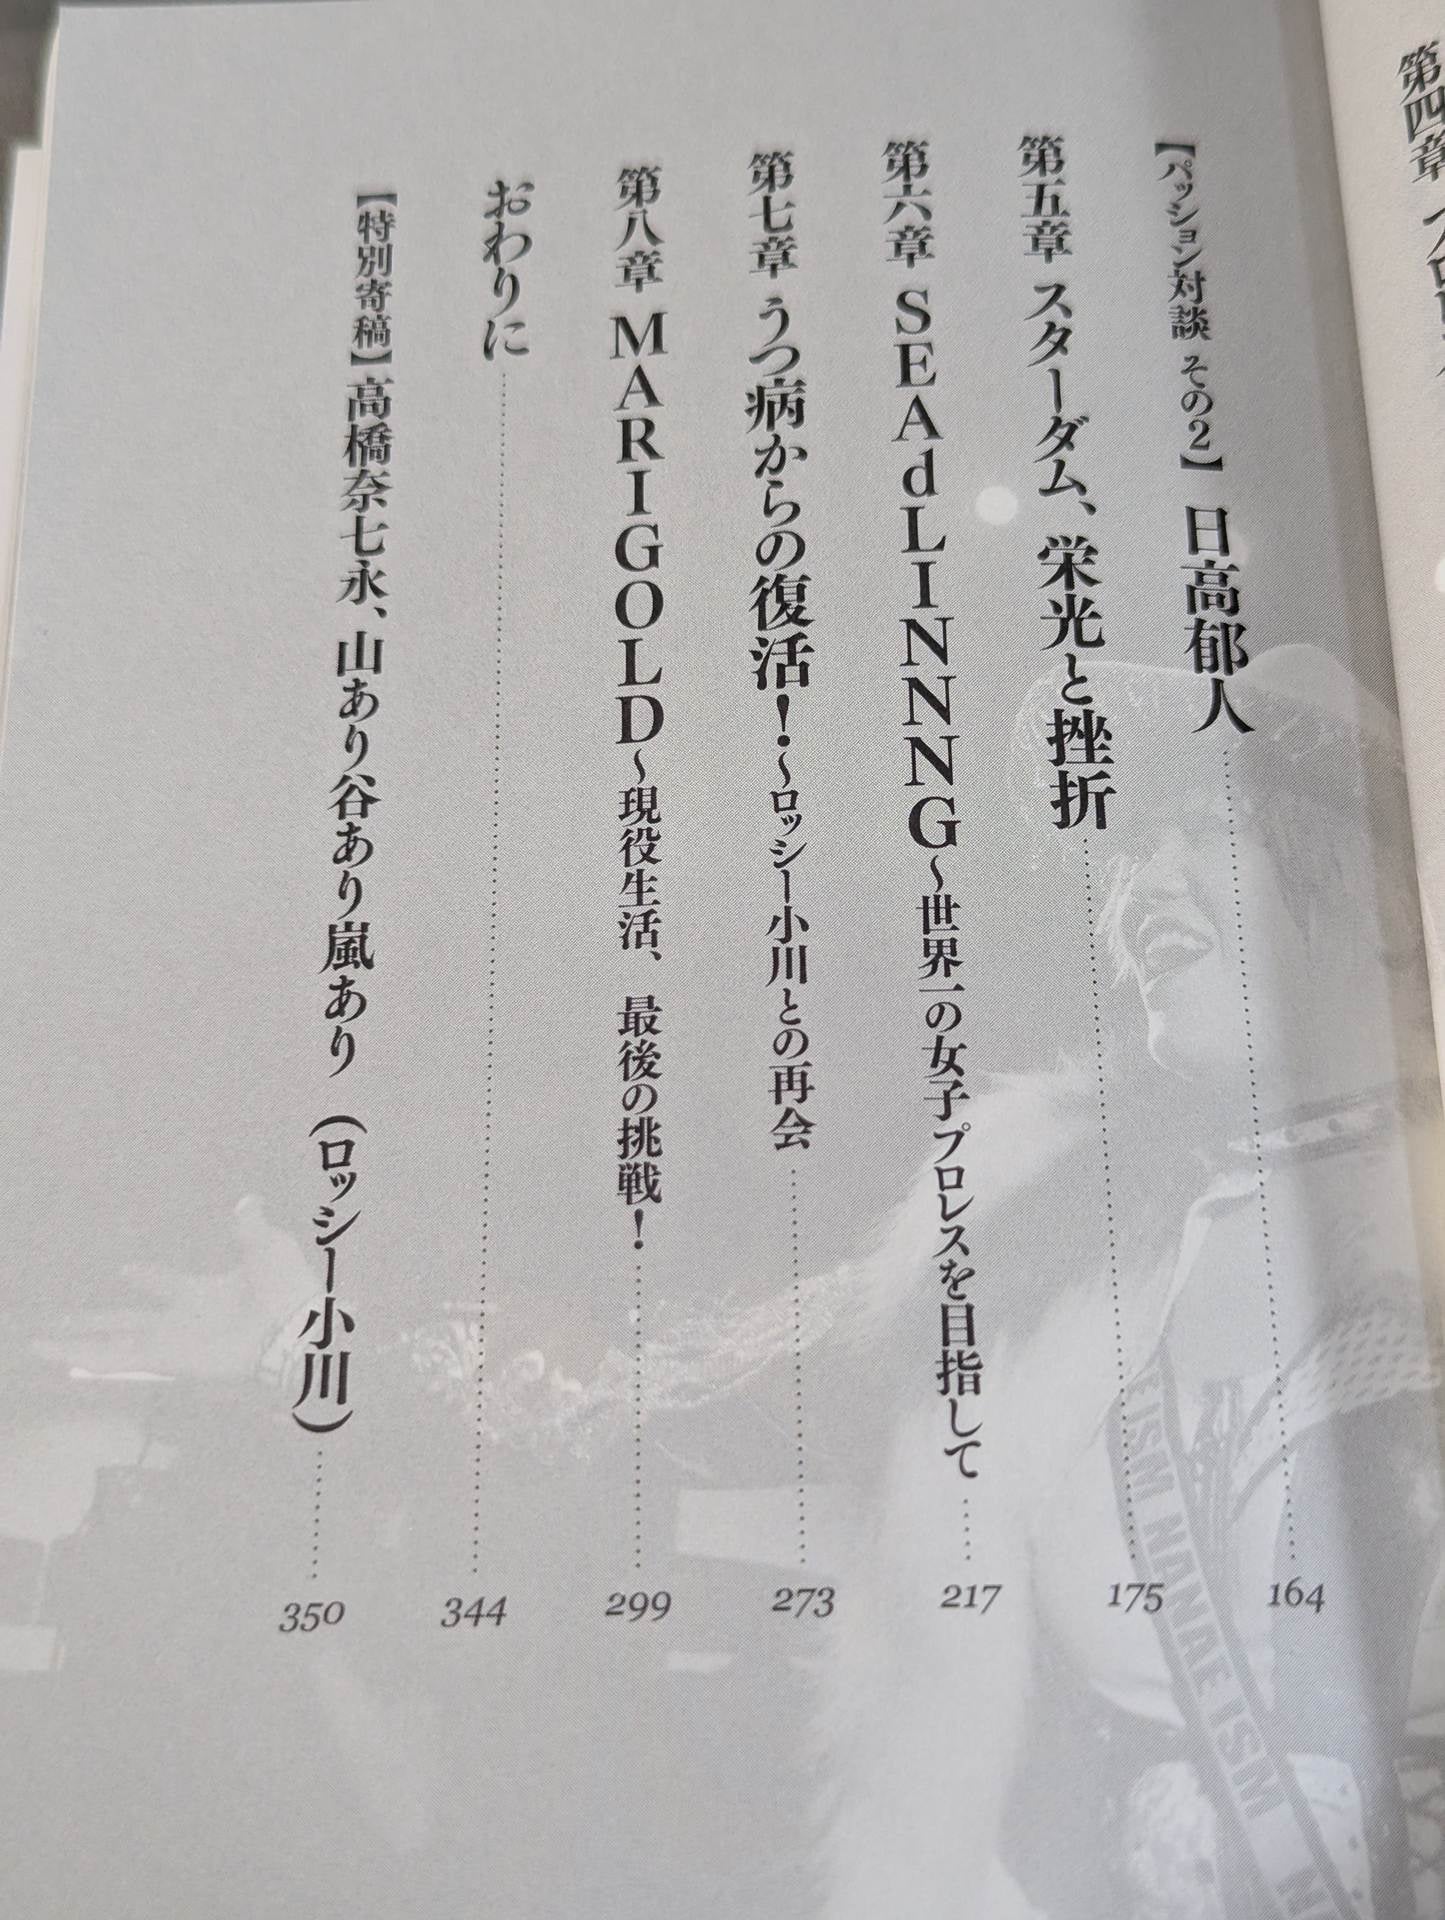 第四章
【パッション対談 その2】 日高郁人 164
第五章 スターダム、栄光と挫折 175
第六章 SEAdLINNNG～世界一の女子プロレスを目指して 217
第七章 うつ病からの復活！～ロッシー小川との再会 273
第八章 MARIGOLD～現役生活、最後の挑戦！ 299
おわりに 344
【特別寄稿】高橋奈七永、山あり谷あり嵐あり （ロッシー小川） 350
ISM NANAE ISM